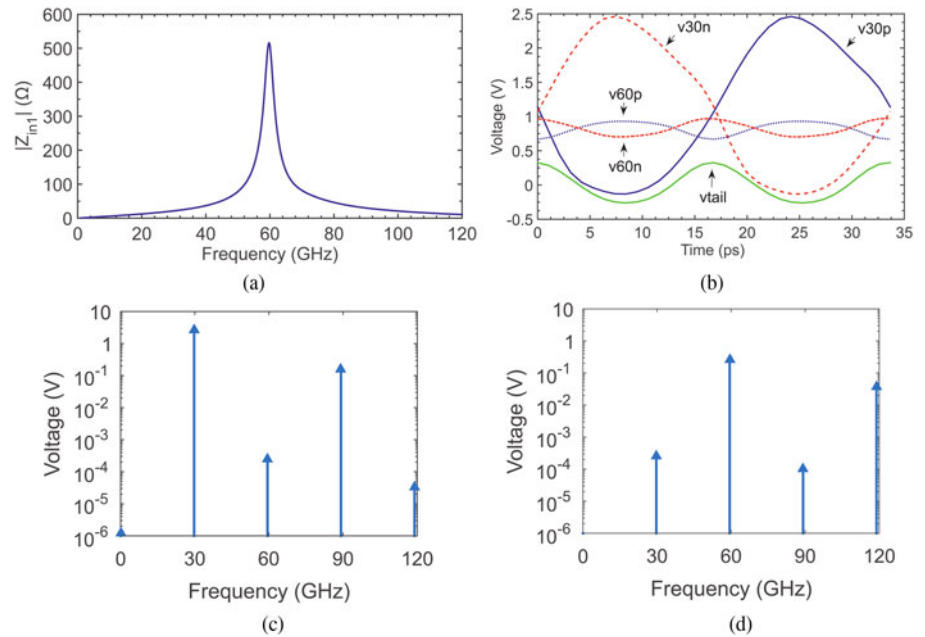 600
500
400
300
200
100
0
|Z_in1| (Ω)
0 20 40 60 80 100 120
Frequency (GHz)
(a)
2.5
2
1.5
1
0.5
0
-0.5
Voltage (V)
v30n
v30p
v60p
v60n
vtail
0 5 10 15 20 25 30 35
Time (ps)
(b)
10
1
10^-1
10^-2
10^-3
10^-4
10^-5
10^-6
Voltage (V)
0 30 60 90 120
Frequency (GHz)
(c)
10
1
10^-1
10^-2
10^-3
10^-4
10^-5
10^-6
Voltage (V)
0 30 60 90 120
Frequency (GHz)
(d)